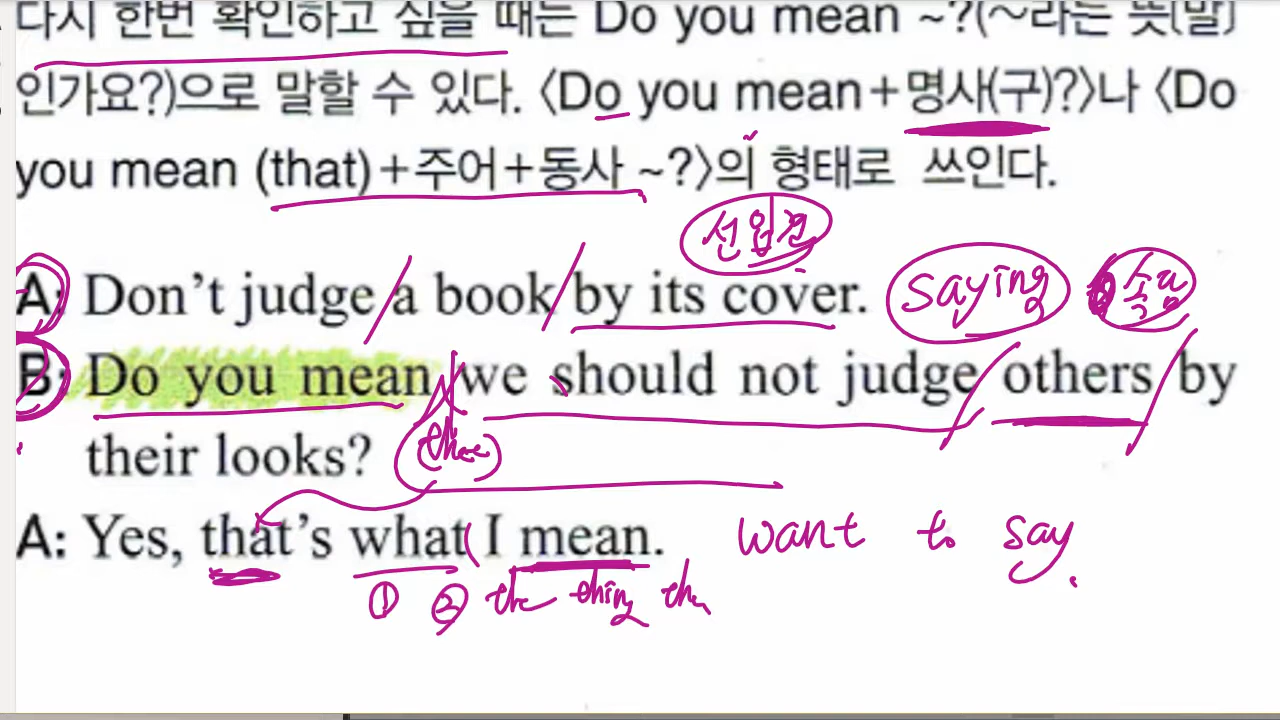 다시 한번 확인하고 싶을 때는 Do you mean ~?(~라는 뜻(말)
인가요?)으로 말할 수 있다. 〈Do you mean+명사(구)?〉나 〈Do
you mean (that)+주어+동사 ~?〉의 형태로 쓰인다.
선입견
A: Don't judge a book by its cover. saying 속담
B: Do you mean we should not judge others by
their looks?
A: Yes, that's what I mean. want to say
① ② the thing